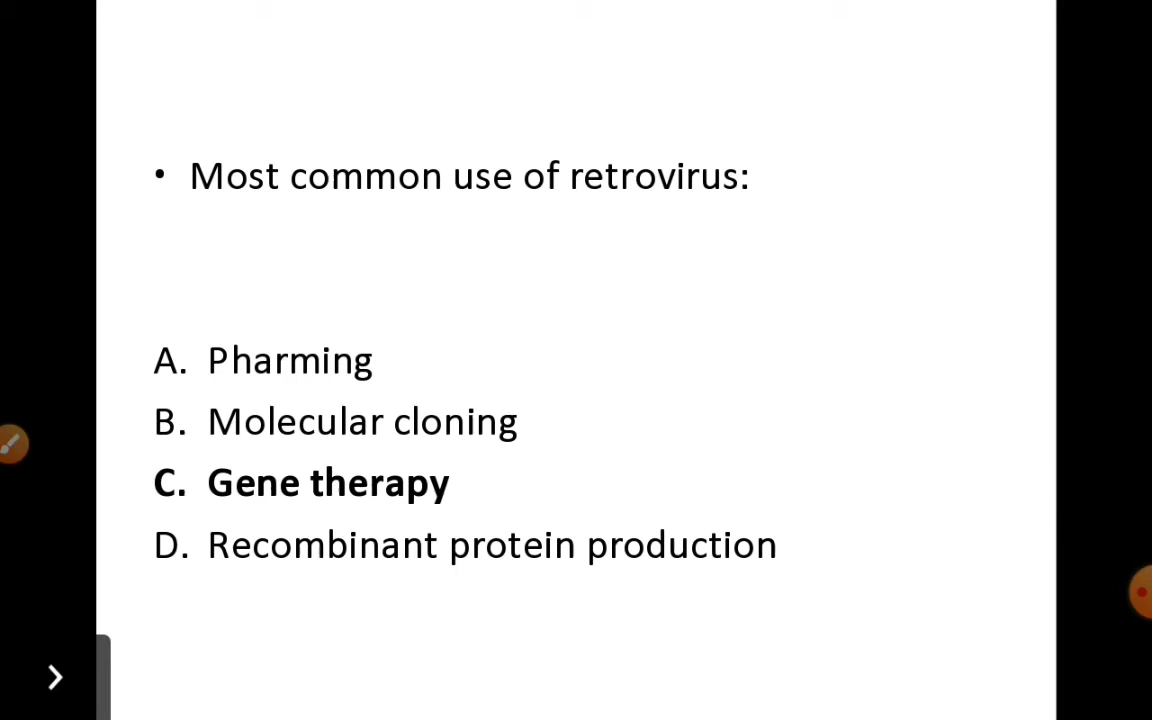 • Most common use of retrovirus:
A. Pharming
B. Molecular cloning
C. Gene therapy
D. Recombinant protein production